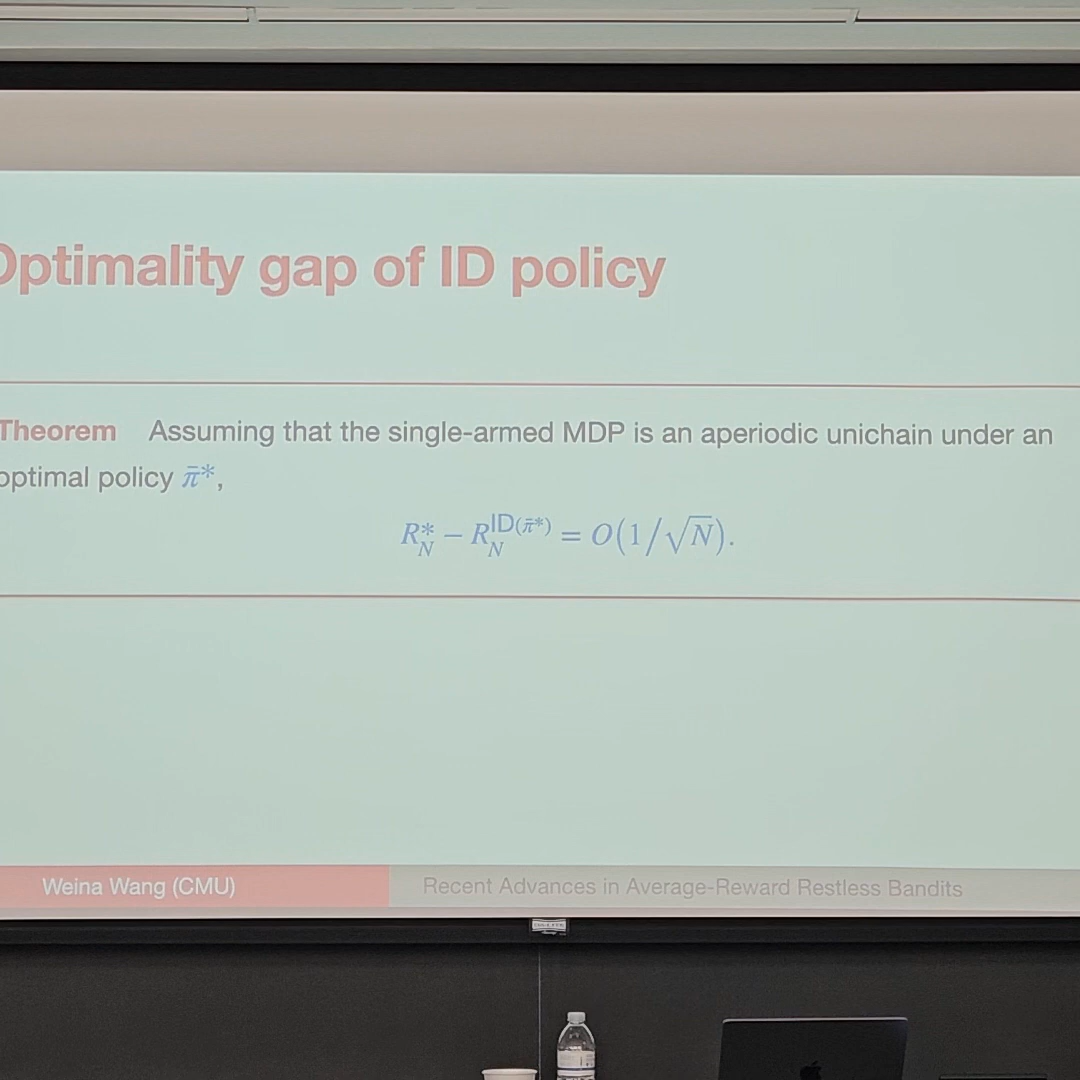 Optimality gap of ID policy
Theorem Assuming that the single-armed MDP is an aperiodic unichain under an
optimal policy π̄*,
R*_N − R_N^{ID(π̄*)} = O(1/√N).
Weina Wang (CMU) Recent Advances in Average-Reward Restless Bandits